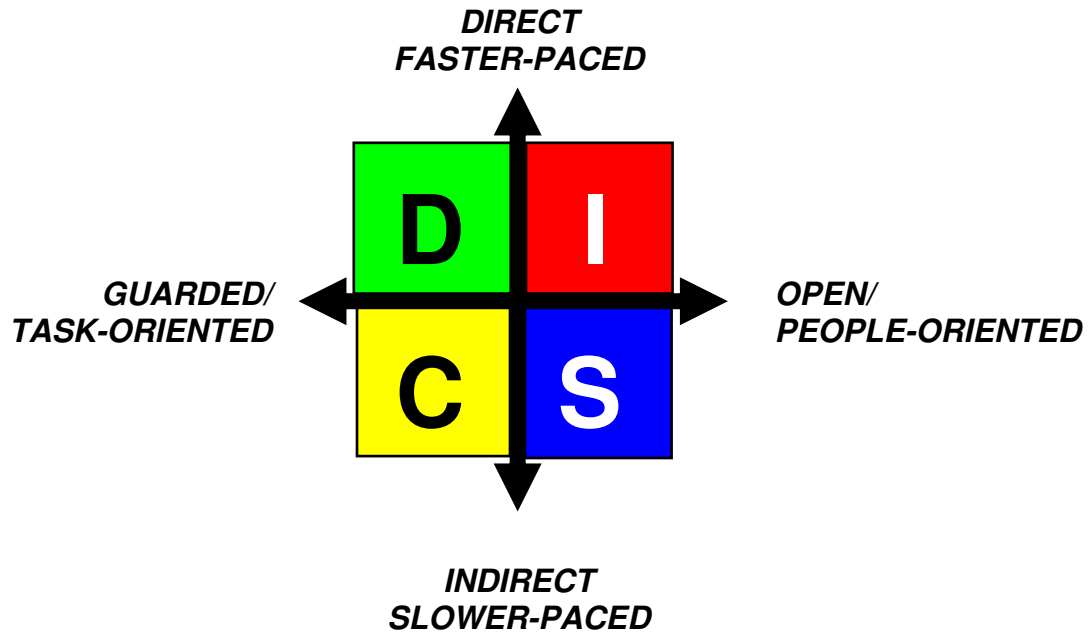 DIRECT
FASTER-PACED
D I
GUARDED/
TASK-ORIENTED
OPEN/
PEOPLE-ORIENTED
C S
INDIRECT
SLOWER-PACED